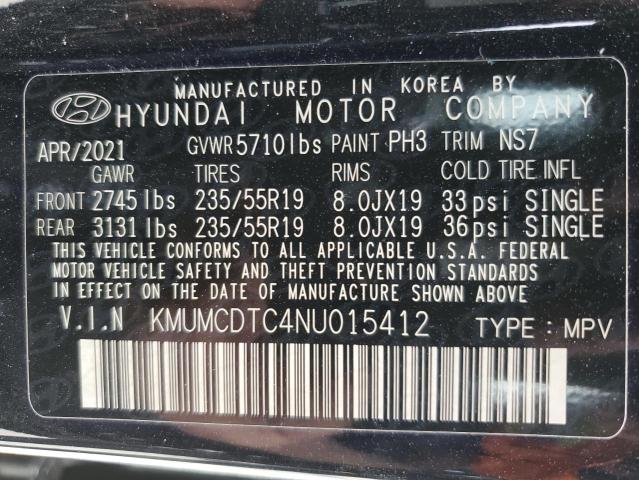 MANUFACTURED IN KOREA BY
HYUNDAI MOTOR COMPANY
APR/2021 GVWR5710lbs PAINT PH3 TRIM NS7
GAWR TIRES RIMS COLD TIRE INFL
FRONT 2745lbs 235/55R19 8.0JX19 33psi SINGLE
REAR 3131lbs 235/55R19 8.0JX19 36psi SINGLE
THIS VEHICLE CONFORMS TO ALL APPLICABLE U.S.A. FEDERAL
MOTOR VEHICLE SAFETY AND THEFT PREVENTION STANDARDS
IN EFFECT ON THE DATE OF MANUFACTURE SHOWN ABOVE
V.I.N KMUMCDTC4NU015412 TYPE : MPV